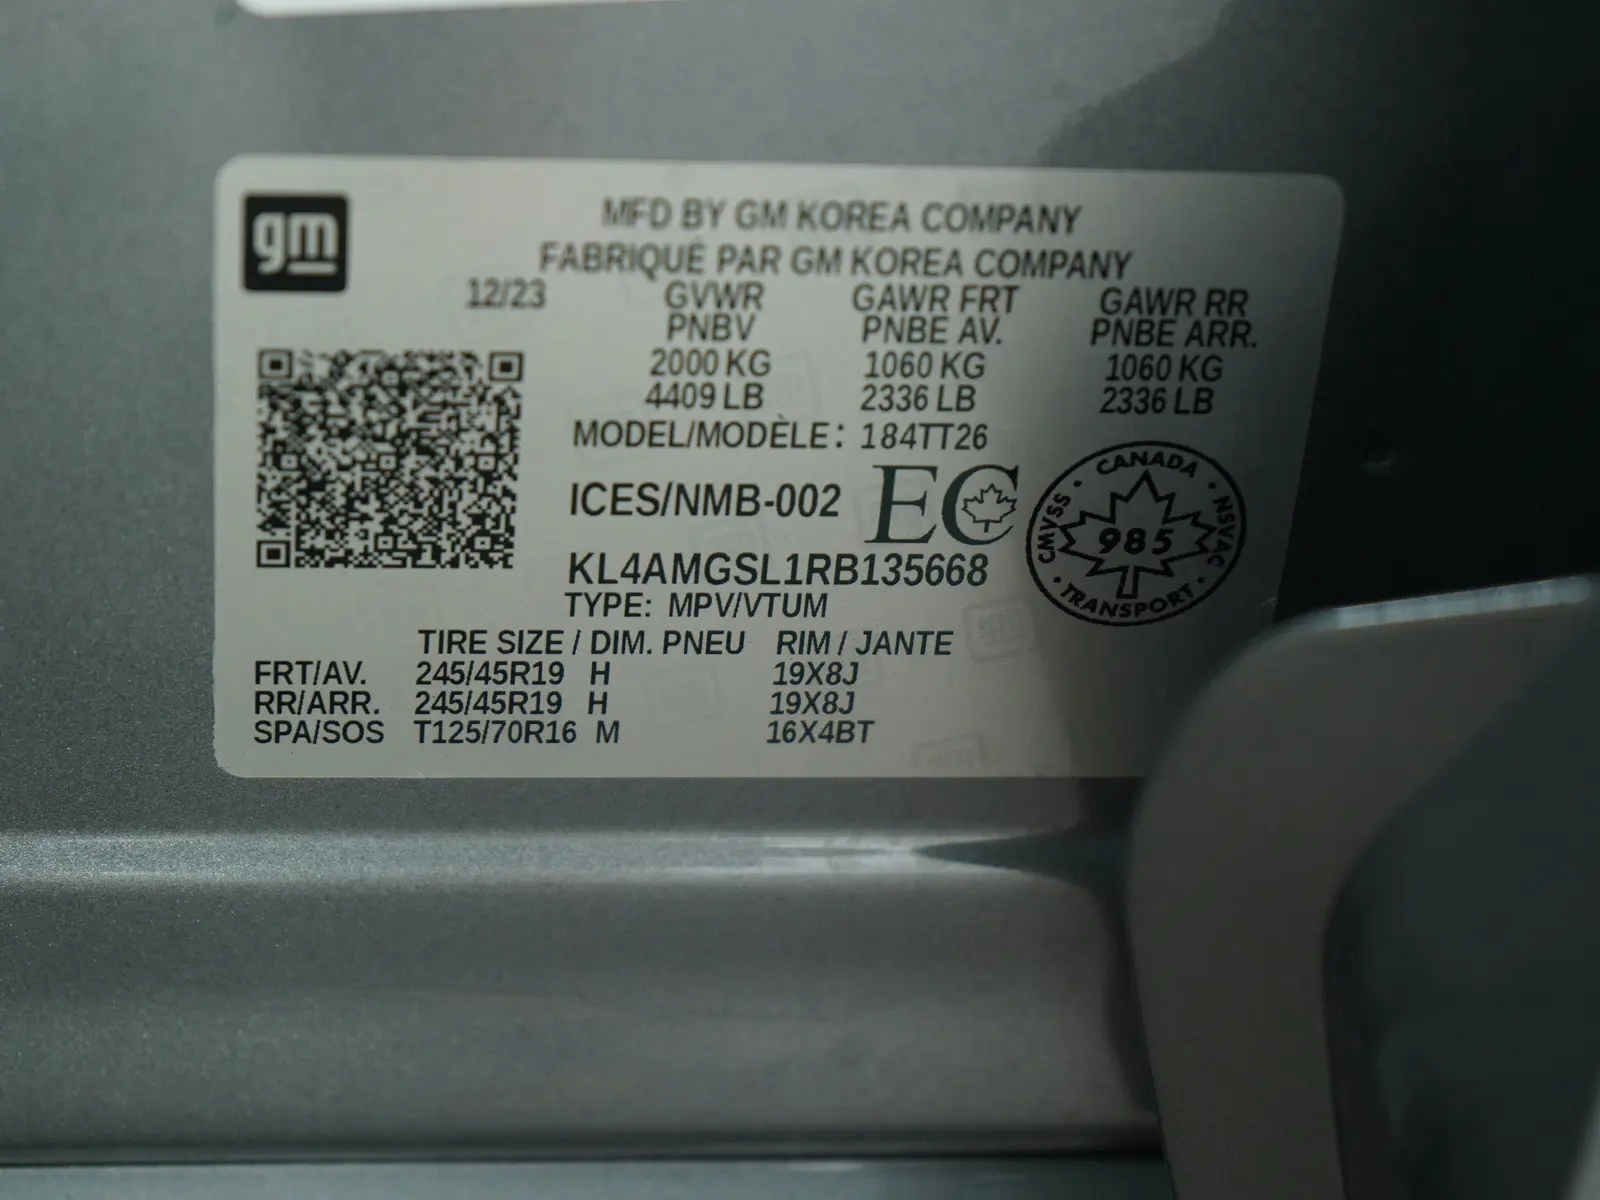 gm
MFD BY GM KOREA COMPANY
FABRIQUÉ PAR GM KOREA COMPANY
12/23 GVWR GAWR FRT GAWR RR
PNBV PNBE AV. PNBE ARR.
2000 KG 1060 KG 1060 KG
4409 LB 2336 LB 2336 LB
MODEL/MODÈLE: 184TT26
ICES/NMB-002 EC
CANADA
CMVSS 985 NSVAC
TRANSPORT
KL4AMGSL1RB135668
TYPE: MPV/VTUM
TIRE SIZE / DIM. PNEU RIM / JANTE
FRT/AV. 245/45R19 H 19X8J
RR/ARR. 245/45R19 H 19X8J
SPA/SOS T125/70R16 M 16X4BT